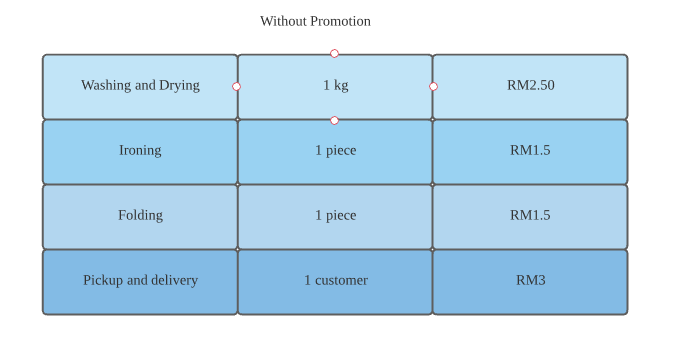 Without Promotion
Washing and Drying 1 kg RM2.50
Ironing 1 piece RM1.5
Folding 1 piece RM1.5
Pickup and delivery 1 customer RM3